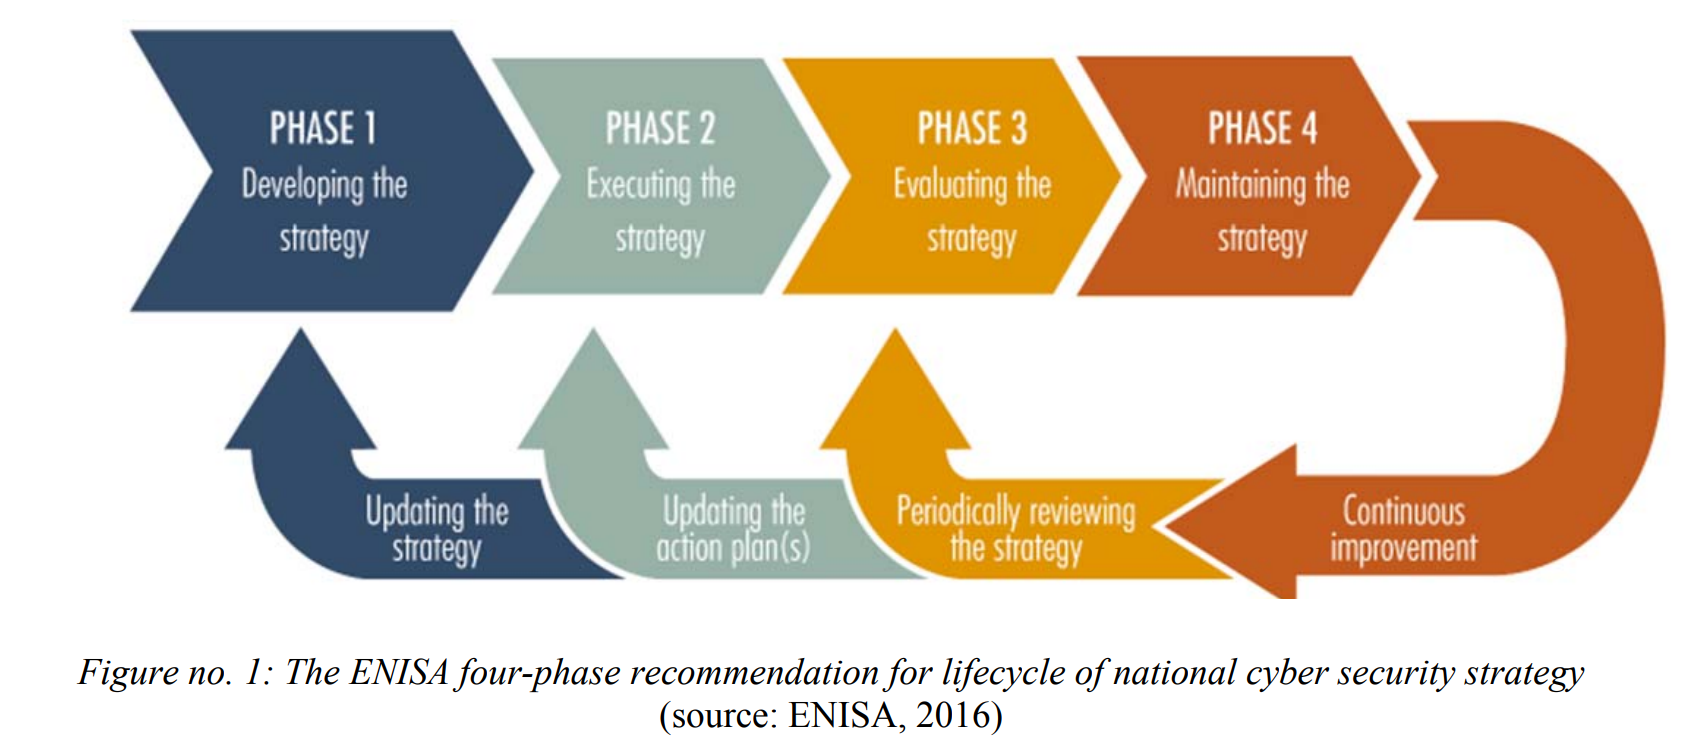 PHASE 1
Developing the
strategy
PHASE 2
Executing the
strategy
PHASE 3
Evaluating the
strategy
PHASE 4
Maintaining the
strategy
Updating the
strategy
Updating the
action plan(s)
Periodically reviewing
the strategy
Continuous
improvement
Figure no. 1: The ENISA four-phase recommendation for lifecycle of national cyber security strategy
(source: ENISA, 2016)